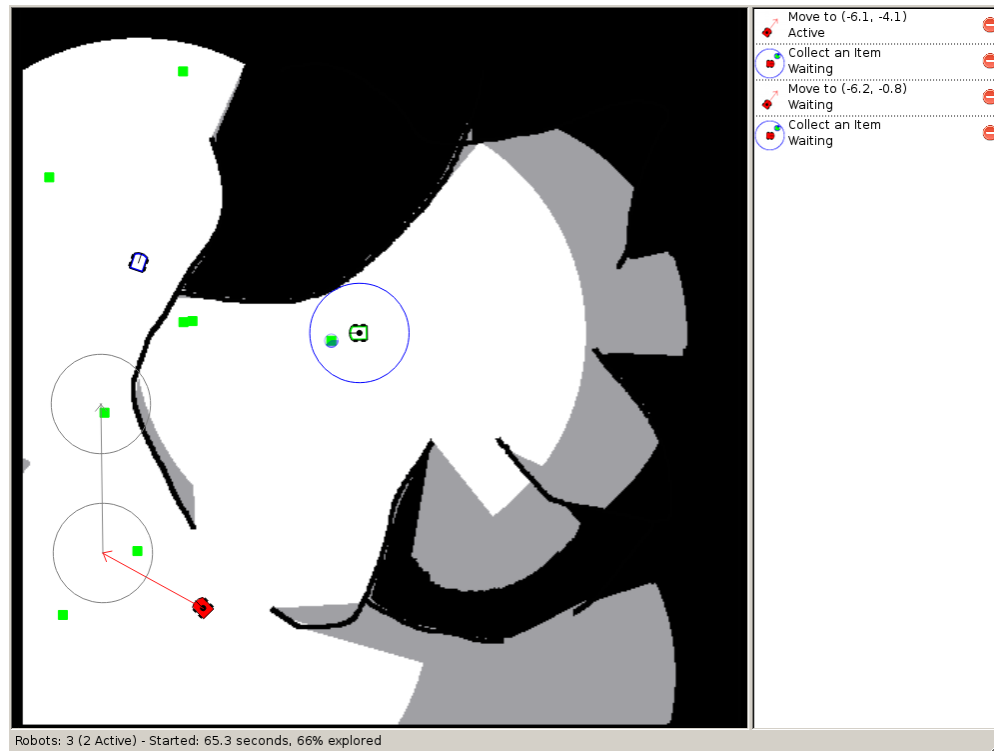 Move to (-6.1, -4.1)
Active
Collect an Item
Waiting
Move to (-6.2, -0.8)
Waiting
Collect an Item
Waiting
Robots: 3 (2 Active) - Started: 65.3 seconds, 66% explored